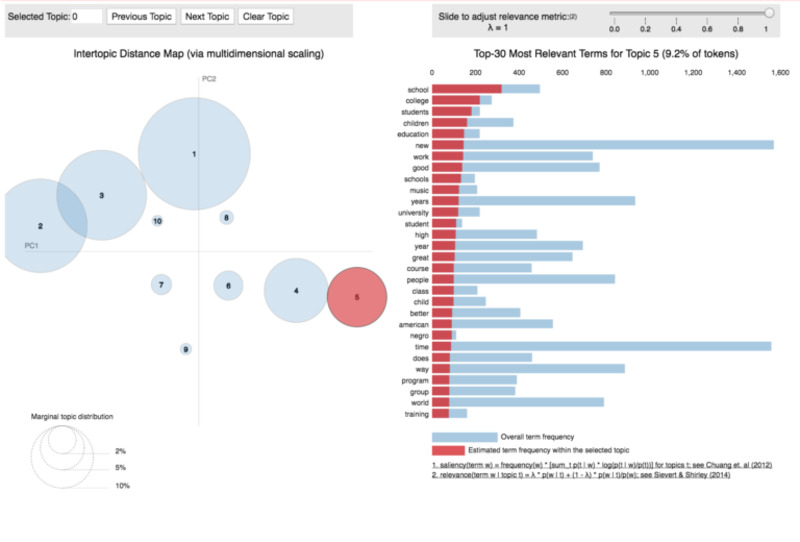 Selected Topic: 0 Previous Topic Next Topic Clear Topic
Slide to adjust relevance metric:(2)
λ = 1
0.0 0.2 0.4 0.6 0.8 1
Intertopic Distance Map (via multidimensional scaling)
PC2
PC1
1
2
3
4
5
6
7
8
9
10
Marginal topic distribution
2%
5%
10%
Top-30 Most Relevant Terms for Topic 5 (9.2% of tokens)
0 200 400 600 800 1,000 1,200 1,400 1,600
school
college
students
children
education
new
work
good
schools
music
years
university
student
high
year
great
course
people
class
child
better
american
negro
time
does
way
program
group
world
training
Overall term frequency
Estimated term frequency within the selected topic
1. saliency(term w) = frequency(w) * [sum_t p(t | w) * log(p(t | w)/p(t))] for topics t; see Chuang et. al (2012)
2. relevance(term w | topic t) = λ * p(w | t) + (1 - λ) * p(w | t)/p(w); see Sievert & Shirley (2014)